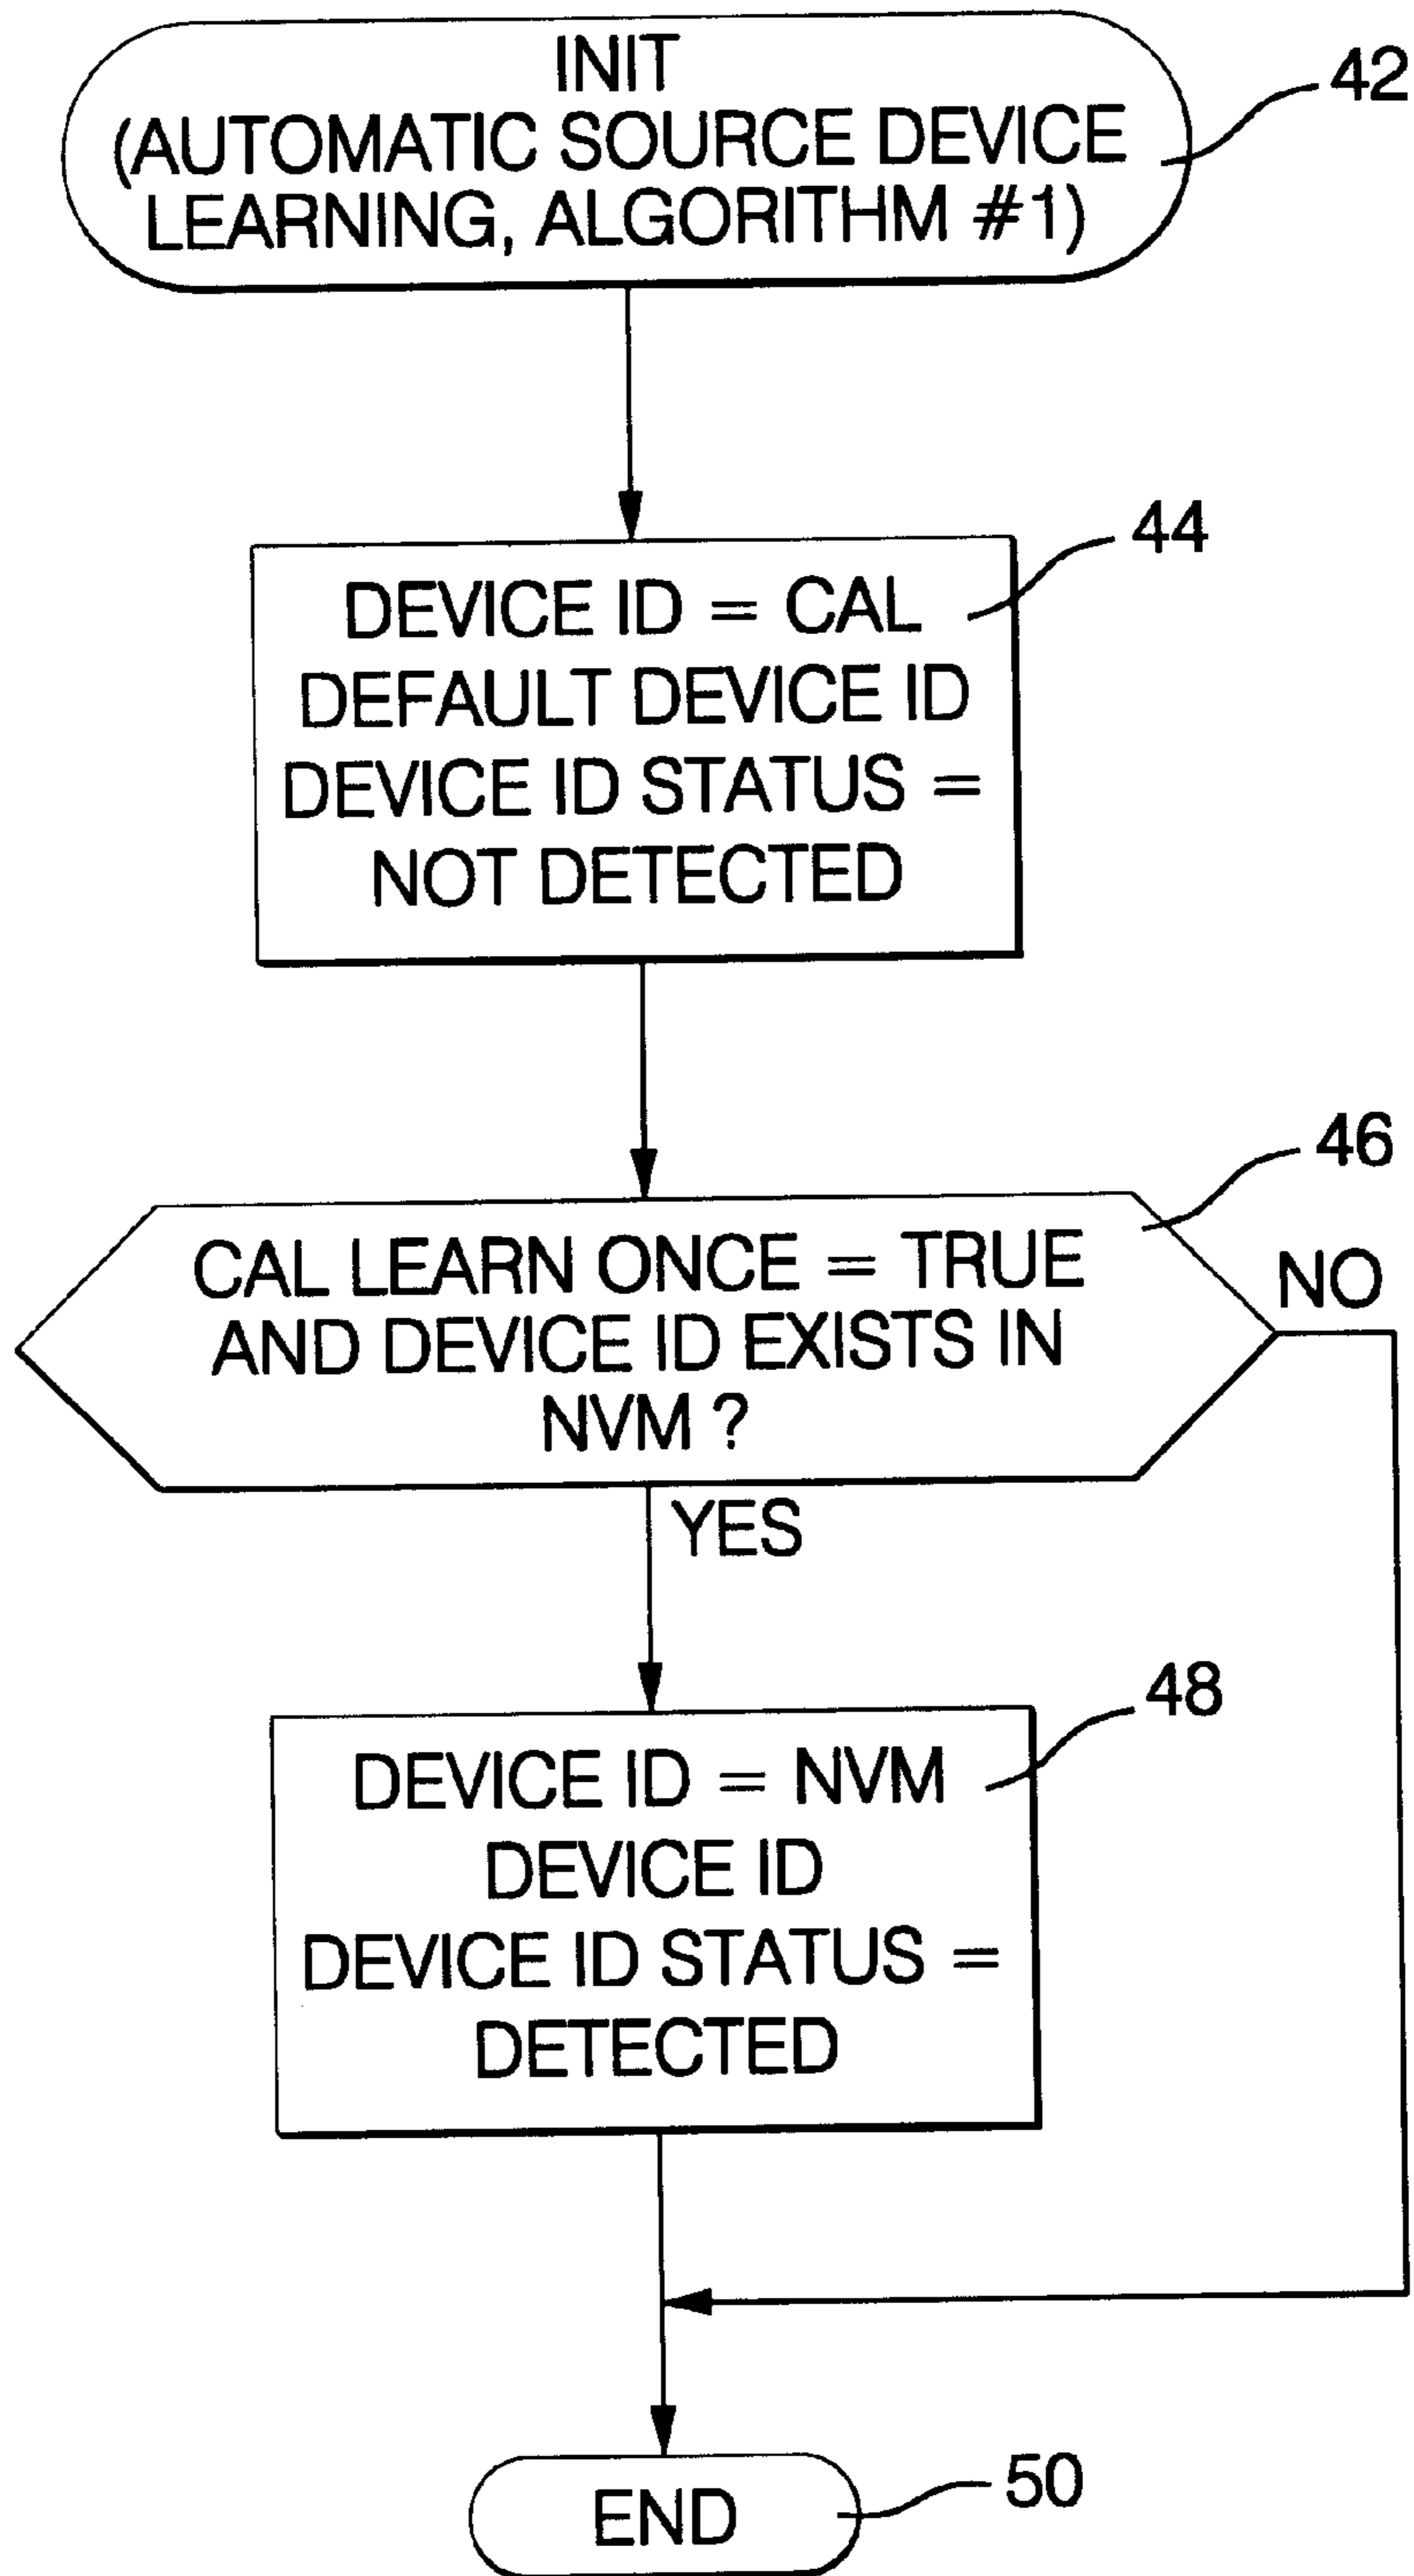 INIT
(AUTOMATIC SOURCE DEVICE
LEARNING, ALGORITHM #1)
42
DEVICE ID = CAL
DEFAULT DEVICE ID
DEVICE ID STATUS =
NOT DETECTED
44
CAL LEARN ONCE = TRUE
AND DEVICE ID EXISTS IN
NVM ?
46
NO
YES
DEVICE ID = NVM
DEVICE ID
DEVICE ID STATUS =
DETECTED
48
END
50